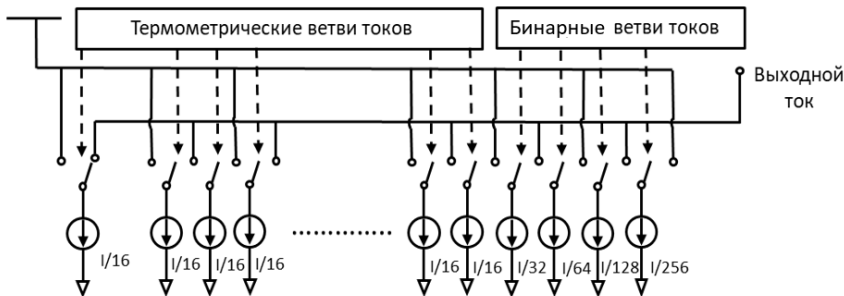 Термометрические ветви токов
Бинарные ветви токов
Выходной
ток
I/16
I/16
I/16
I/16
I/16
I/16
I/32
I/64
I/128
I/256